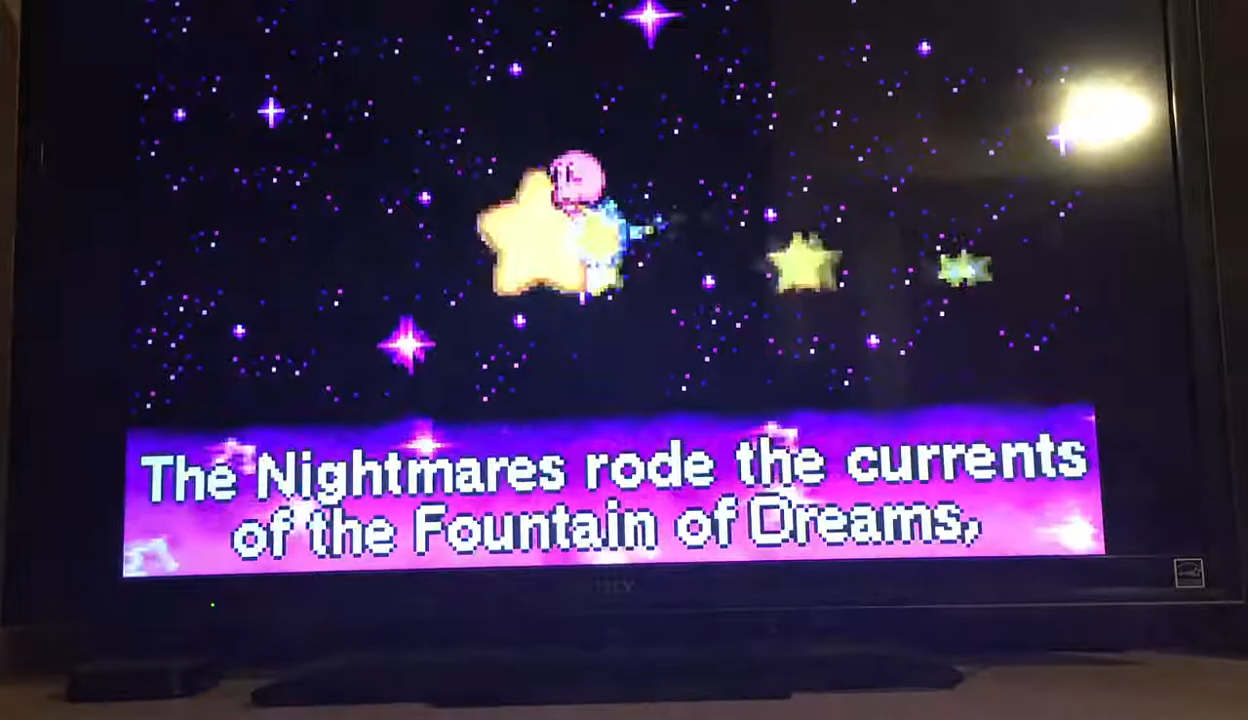 The Nightmares rode the currents
of the Fountain of Dreams,